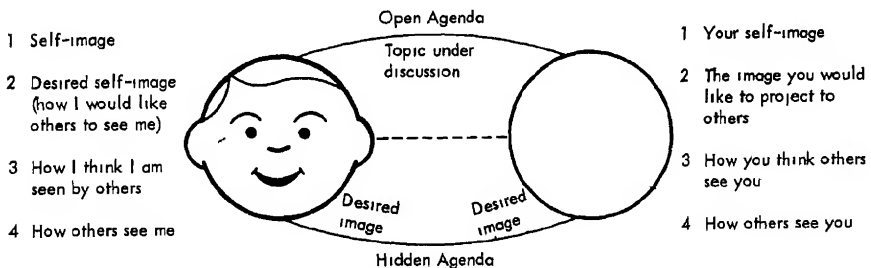 Open Agenda
Topic under
discussion
1 Self-image
2 Desired self-image
(how I would like
others to see me)
3 How I think I am
seen by others
4 How others see me
Desired
image
Desired
image
Hidden Agenda
1 Your self-image
2 The image you would
like to project to
others
3 How you think others
see you
4 How others see you